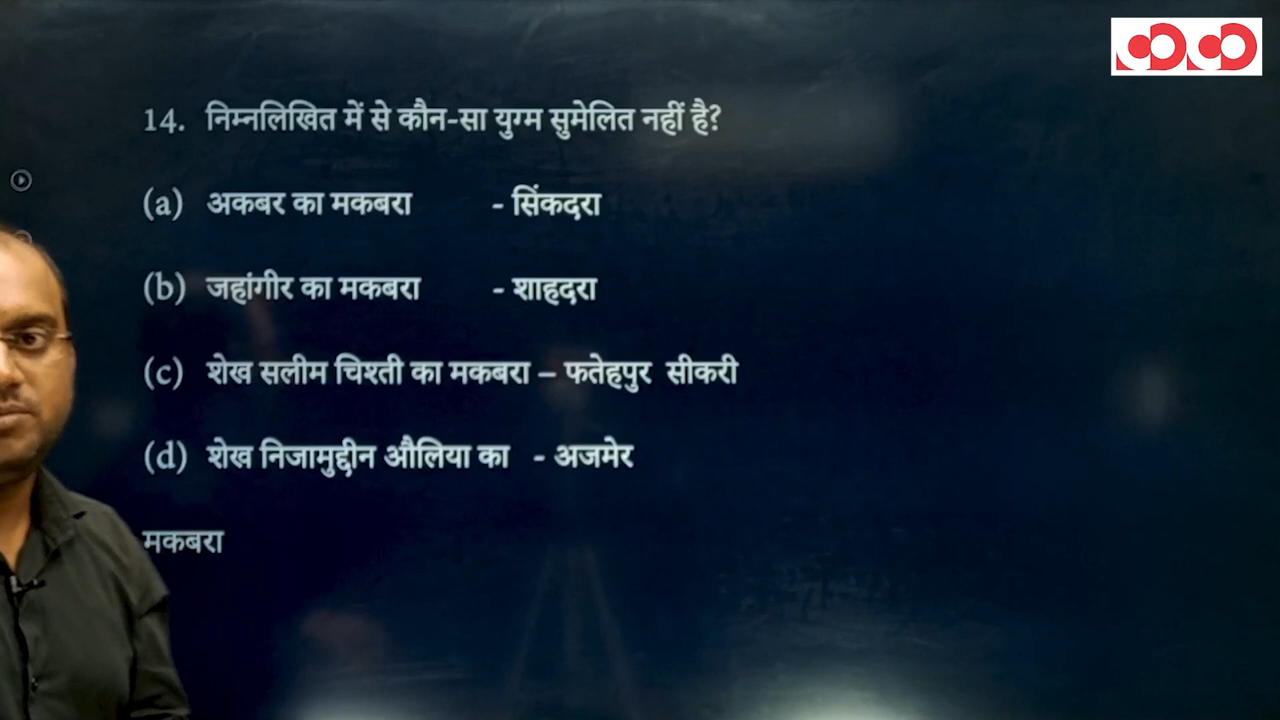 14. निम्नलिखित में से कौन-सा युग्म सुमेलित नहीं है?
(a) अकबर का मकबरा - सिंकदरा
(b) जहांगीर का मकबरा - शाहदरा
(c) शेख सलीम चिश्ती का मकबरा – फतेहपुर सीकरी
(d) शेख निजामुद्दीन औलिया का - अजमेर
मकबरा